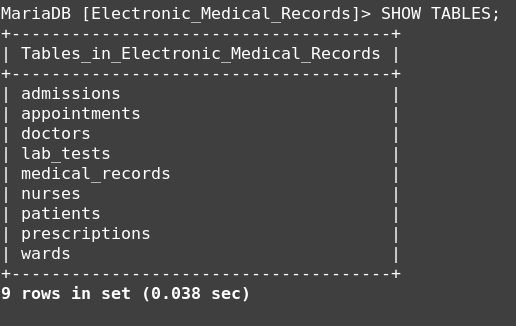 MariaDB [Electronic_Medical_Records]> SHOW TABLES;
+--------------------------------------+
| Tables_in_Electronic_Medical_Records |
+--------------------------------------+
| admissions                           |
| appointments                         |
| doctors                              |
| lab_tests                            |
| medical_records                      |
| nurses                               |
| patients                             |
| prescriptions                        |
| wards                                |
+--------------------------------------+
9 rows in set (0.038 sec)